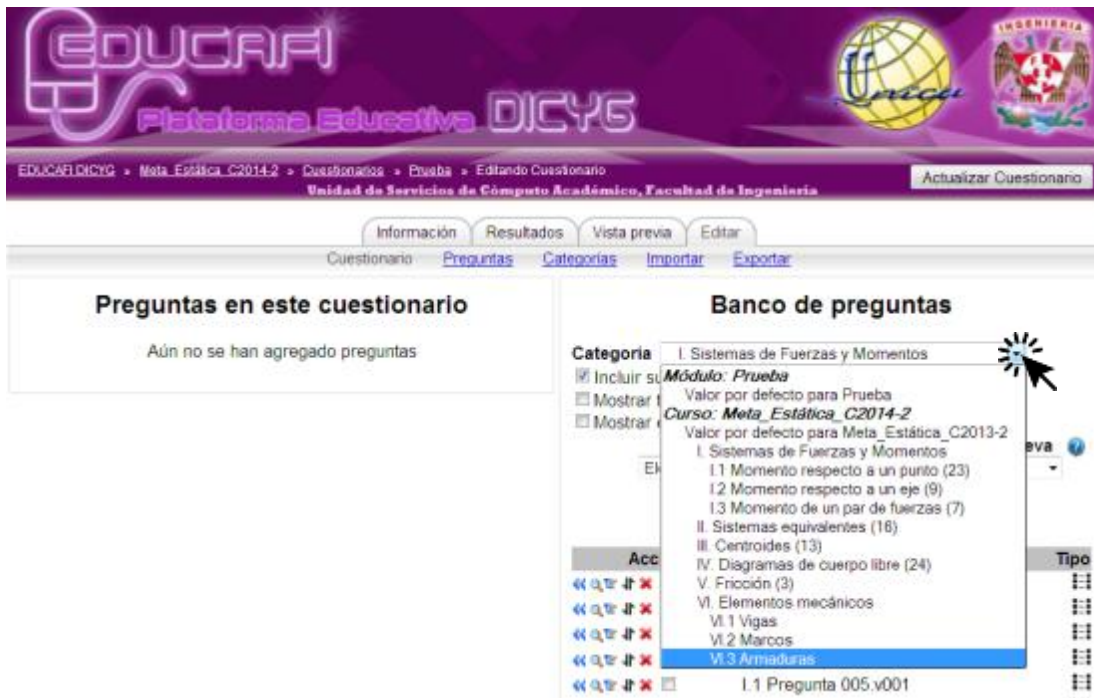 EDUCAFI
Plataforma Educativa DICYG
Unica
INGENIERIA
EDUCAFI DICYG » Meta_Estática_C2014-2 » Cuestionarios » Prueba » Editando Cuestionario
Unidad de Servicios de Cómputo Académico, Facultad de Ingeniería
Actualizar Cuestionario
Información Resultados Vista previa Editar
Cuestionario Preguntas Categorías Importar Exportar
Preguntas en este cuestionario
Aún no se han agregado preguntas
Banco de preguntas
Categoría I. Sistemas de Fuerzas y Momentos
Incluir su
Mostrar
Mostrar
Módulo: Prueba
Valor por defecto para Prueba
Curso: Meta_Estática_C2014-2
Valor por defecto para Meta_Estática_C2013-2
I. Sistemas de Fuerzas y Momentos
I.1 Momento respecto a un punto (23)
I.2 Momento respecto a un eje (9)
I.3 Momento de un par de fuerzas (7)
II. Sistemas equivalentes (16)
III. Centroides (13)
IV. Diagramas de cuerpo libre (24)
V. Fricción (3)
VI. Elementos mecánicos
VI.1 Vigas
VI.2 Marcos
VI.3 Armaduras
eva
Acc
Tipo
I.1 Pregunta 005.v001